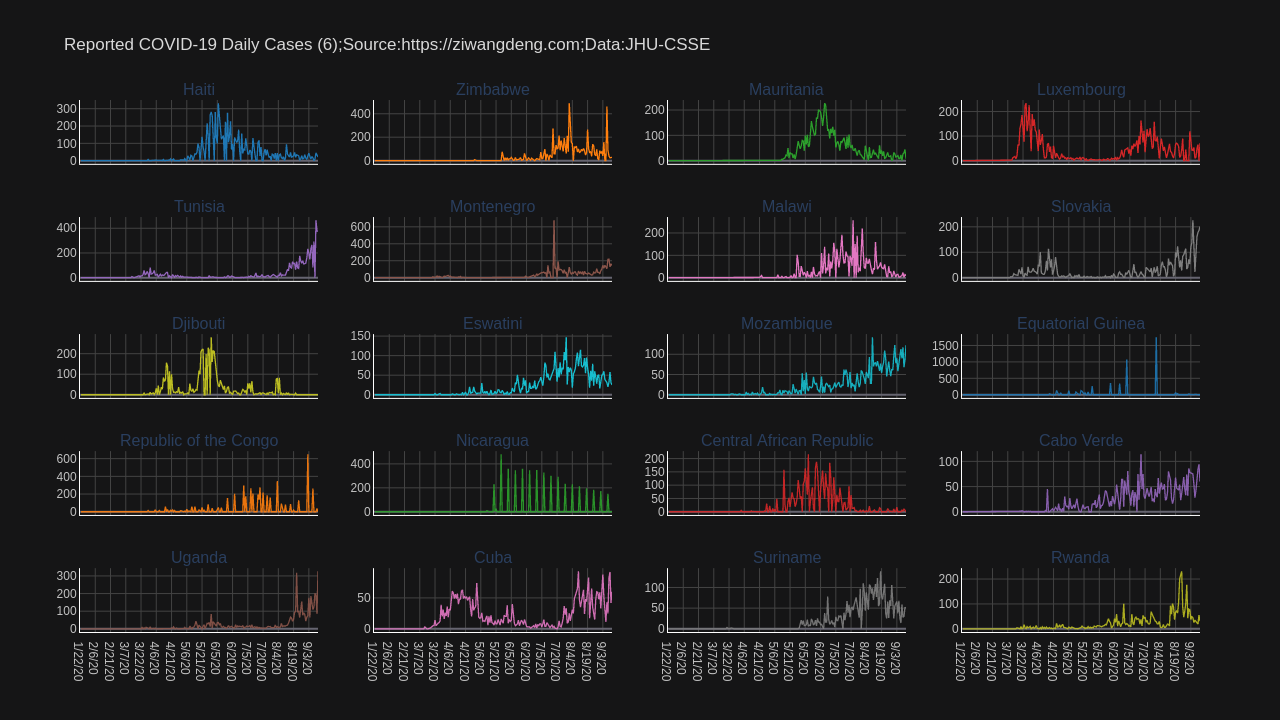 Reported COVID-19 Daily Cases (6);Source:https://ziwangdeng.com;Data:JHU-CSSE
Haiti Zimbabwe Mauritania Luxembourg
300 200 100 0
400 200 0
200 100 0
200 100 0
Tunisia Montenegro Malawi Slovakia
400 200 0
600 400 200 0
200 100 0
200 100 0
Djibouti Eswatini Mozambique Equatorial Guinea
200 100 0
150 100 50 0
100 50 0
1500 1000 500 0
Republic of the Congo Nicaragua Central African Republic Cabo Verde
600 400 200 0
400 200 0
200 150 100 50 0
100 50 0
Uganda Cuba Suriname Rwanda
300 200 100 0
50 0
100 50 0
200 100 0
1/22/20 2/6/20 2/21/20 3/7/20 3/22/20 4/6/20 4/21/20 5/6/20 5/21/20 6/5/20 6/20/20 7/5/20 7/20/20 8/4/20 8/19/20 9/3/20
1/22/20 2/6/20 2/21/20 3/7/20 3/22/20 4/6/20 4/21/20 5/6/20 5/21/20 6/5/20 6/20/20 7/5/20 7/20/20 8/4/20 8/19/20 9/3/20
1/22/20 2/6/20 2/21/20 3/7/20 3/22/20 4/6/20 4/21/20 5/6/20 5/21/20 6/5/20 6/20/20 7/5/20 7/20/20 8/4/20 8/19/20 9/3/20
1/22/20 2/6/20 2/21/20 3/7/20 3/22/20 4/6/20 4/21/20 5/6/20 5/21/20 6/5/20 6/20/20 7/5/20 7/20/20 8/4/20 8/19/20 9/3/20